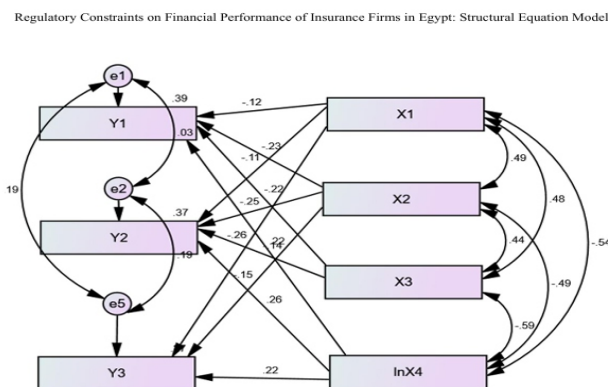 Regulatory Constraints on Financial Performance of Insurance Firms in Egypt: Structural Equation Model
e1
.39
-.12
Y1
X1
.03
-.23
-.11
.49
e2
-.22
.48
19
.37
-.25
X2
-.54
Y2
-.26
.22
.14
.44
.19
-.49
.15
X3
e5
.26
-.59
Y3
.22
lnX4